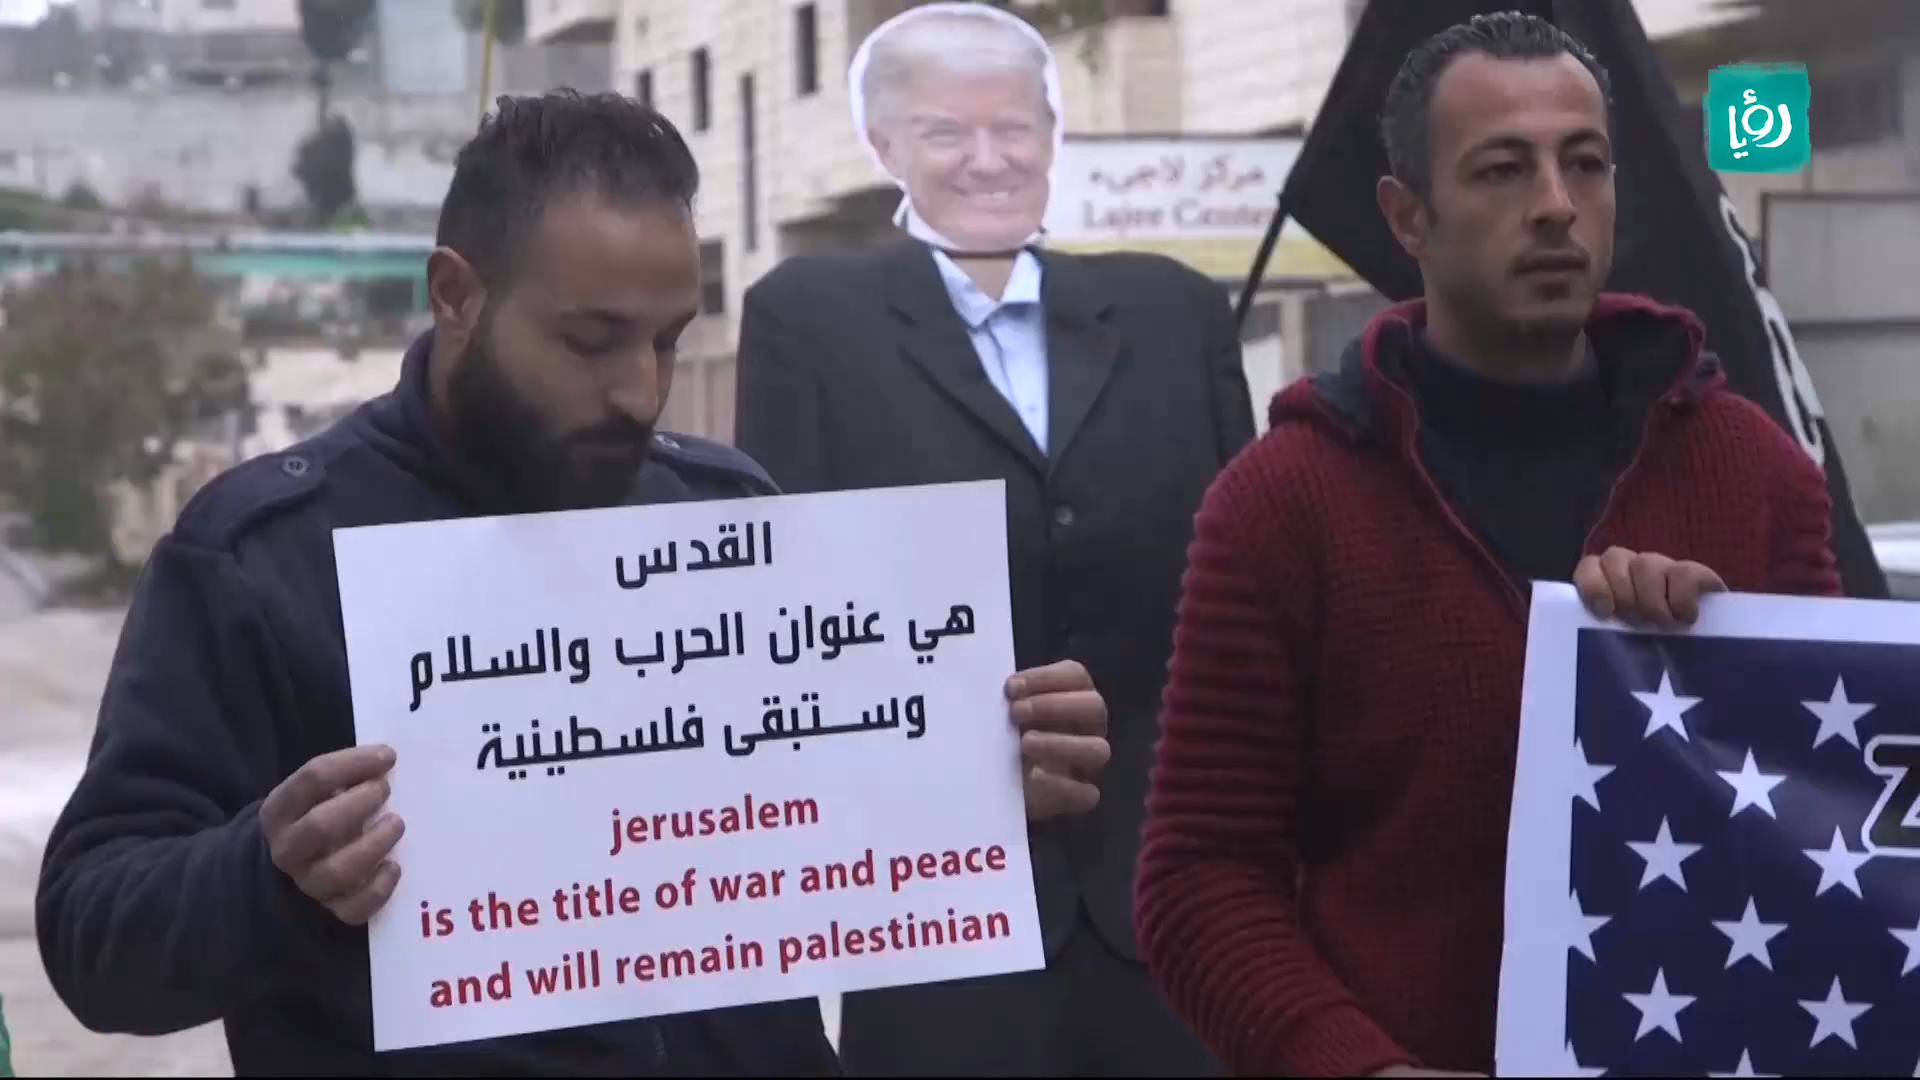 رؤيا
مركز لاجيء
Lajee Center
القدس
هي عنوان الحرب والسلام
وستبقى فلسطينية
jerusalem
is the title of war and peace
and will remain palestinian